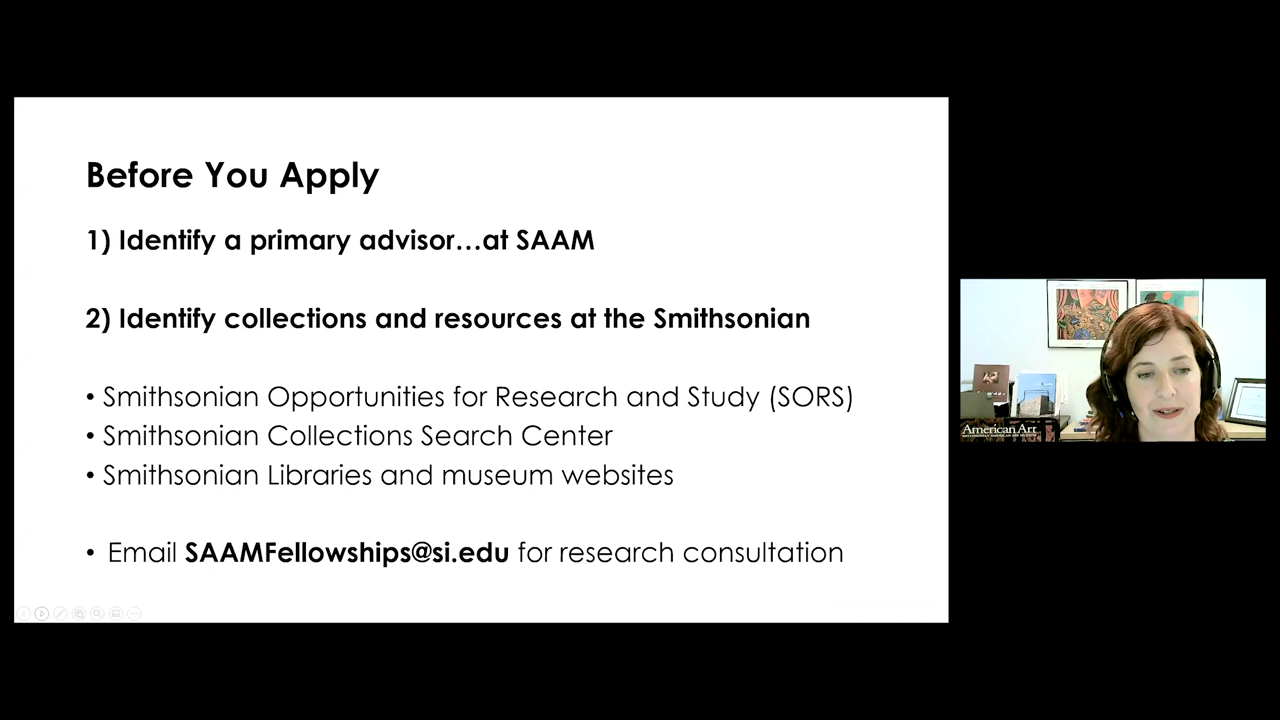 Before You Apply
1) Identify a primary advisor…at SAAM
2) Identify collections and resources at the Smithsonian
• Smithsonian Opportunities for Research and Study (SORS)
• Smithsonian Collections Search Center
• Smithsonian Libraries and museum websites
• Email SAAMFellowships@si.edu for research consultation
American Art